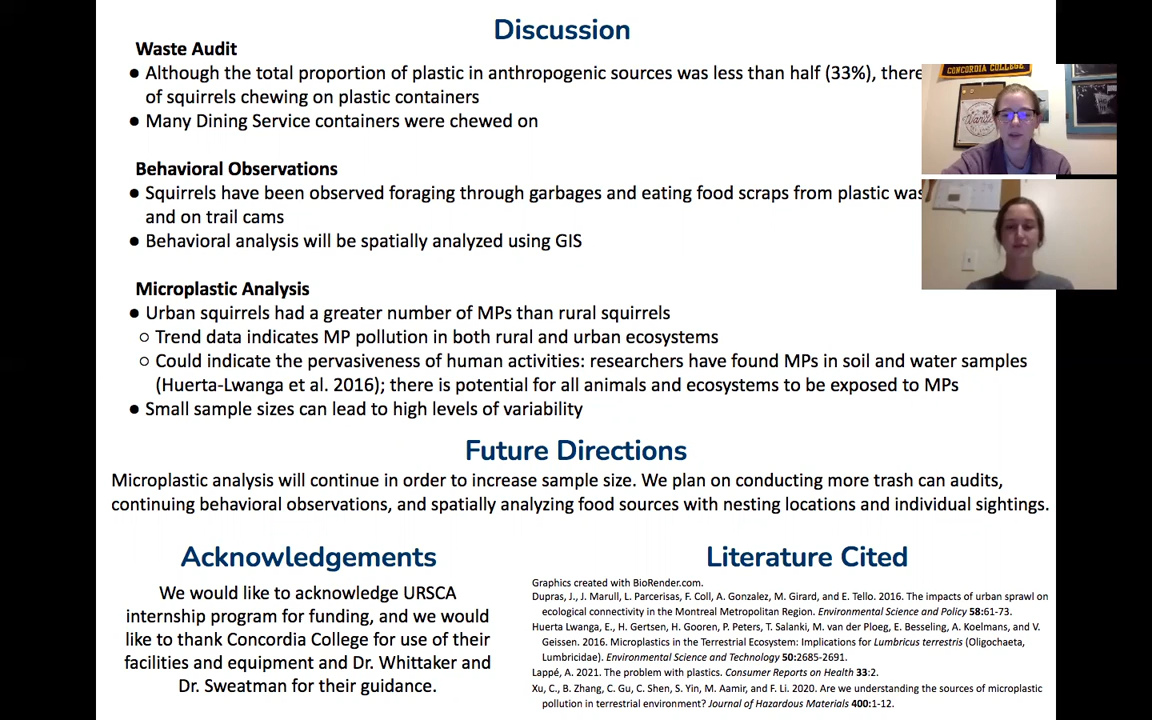 Discussion
Waste Audit
● Although the total proportion of plastic in anthropogenic sources was less than half (33%), there
of squirrels chewing on plastic containers
● Many Dining Service containers were chewed on
CONCORDIA COLLEGE
Behavioral Observations
● Squirrels have been observed foraging through garbages and eating food scraps from plastic was
and on trail cams
● Behavioral analysis will be spatially analyzed using GIS
Microplastic Analysis
● Urban squirrels had a greater number of MPs than rural squirrels
○ Trend data indicates MP pollution in both rural and urban ecosystems
○ Could indicate the pervasiveness of human activities: researchers have found MPs in soil and water samples
(Huerta-Lwanga et al. 2016); there is potential for all animals and ecosystems to be exposed to MPs
● Small sample sizes can lead to high levels of variability
Future Directions
Microplastic analysis will continue in order to increase sample size. We plan on conducting more trash can audits,
continuing behavioral observations, and spatially analyzing food sources with nesting locations and individual sightings.
Acknowledgements
We would like to acknowledge URSCA
internship program for funding, and we would
like to thank Concordia College for use of their
facilities and equipment and Dr. Whittaker and
Dr. Sweatman for their guidance.
Literature Cited
Graphics created with BioRender.com.
Dupras, J., J. Marull, L. Parcerisas, F. Coll, A. Gonzalez, M. Girard, and E. Tello. 2016. The impacts of urban sprawl on
ecological connectivity in the Montreal Metropolitan Region. Environmental Science and Policy 58:61-73.
Huerta Lwanga, E., H. Gertsen, H. Gooren, P. Peters, T. Salanki, M. van der Ploeg, E. Besseling, A. Koelmans, and V.
Geissen. 2016. Microplastics in the Terrestrial Ecosystem: Implications for Lumbricus terrestris (Oligochaeta,
Lumbricidae). Environmental Science and Technology 50:2685-2691.
Lappé, A. 2021. The problem with plastics. Consumer Reports on Health 33:2.
Xu, C., B. Zhang, C. Gu, C. Shen, S. Yin, M. Aamir, and F. Li. 2020. Are we understanding the sources of microplastic
pollution in terrestrial environment? Journal of Hazardous Materials 400:1-12.